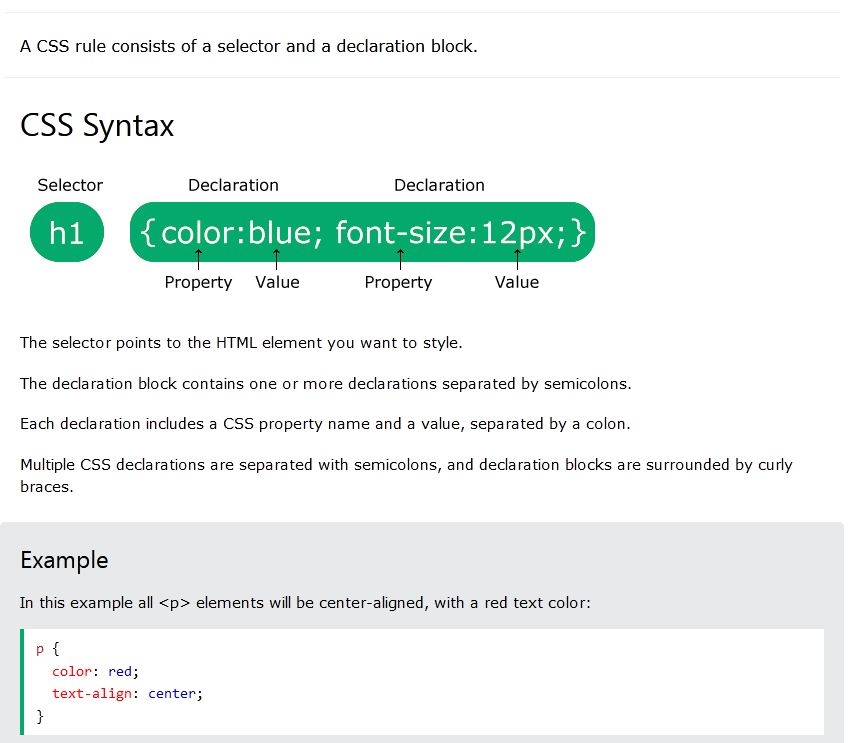 A CSS rule consists of a selector and a declaration block.
CSS Syntax
Selector Declaration Declaration
h1 {color:blue; font-size:12px;}
Property Value Property Value
The selector points to the HTML element you want to style.
The declaration block contains one or more declarations separated by semicolons.
Each declaration includes a CSS property name and a value, separated by a colon.
Multiple CSS declarations are separated with semicolons, and declaration blocks are surrounded by curly
braces.
Example
In this example all <p> elements will be center-aligned, with a red text color:
p {
  color: red;
  text-align: center;
}